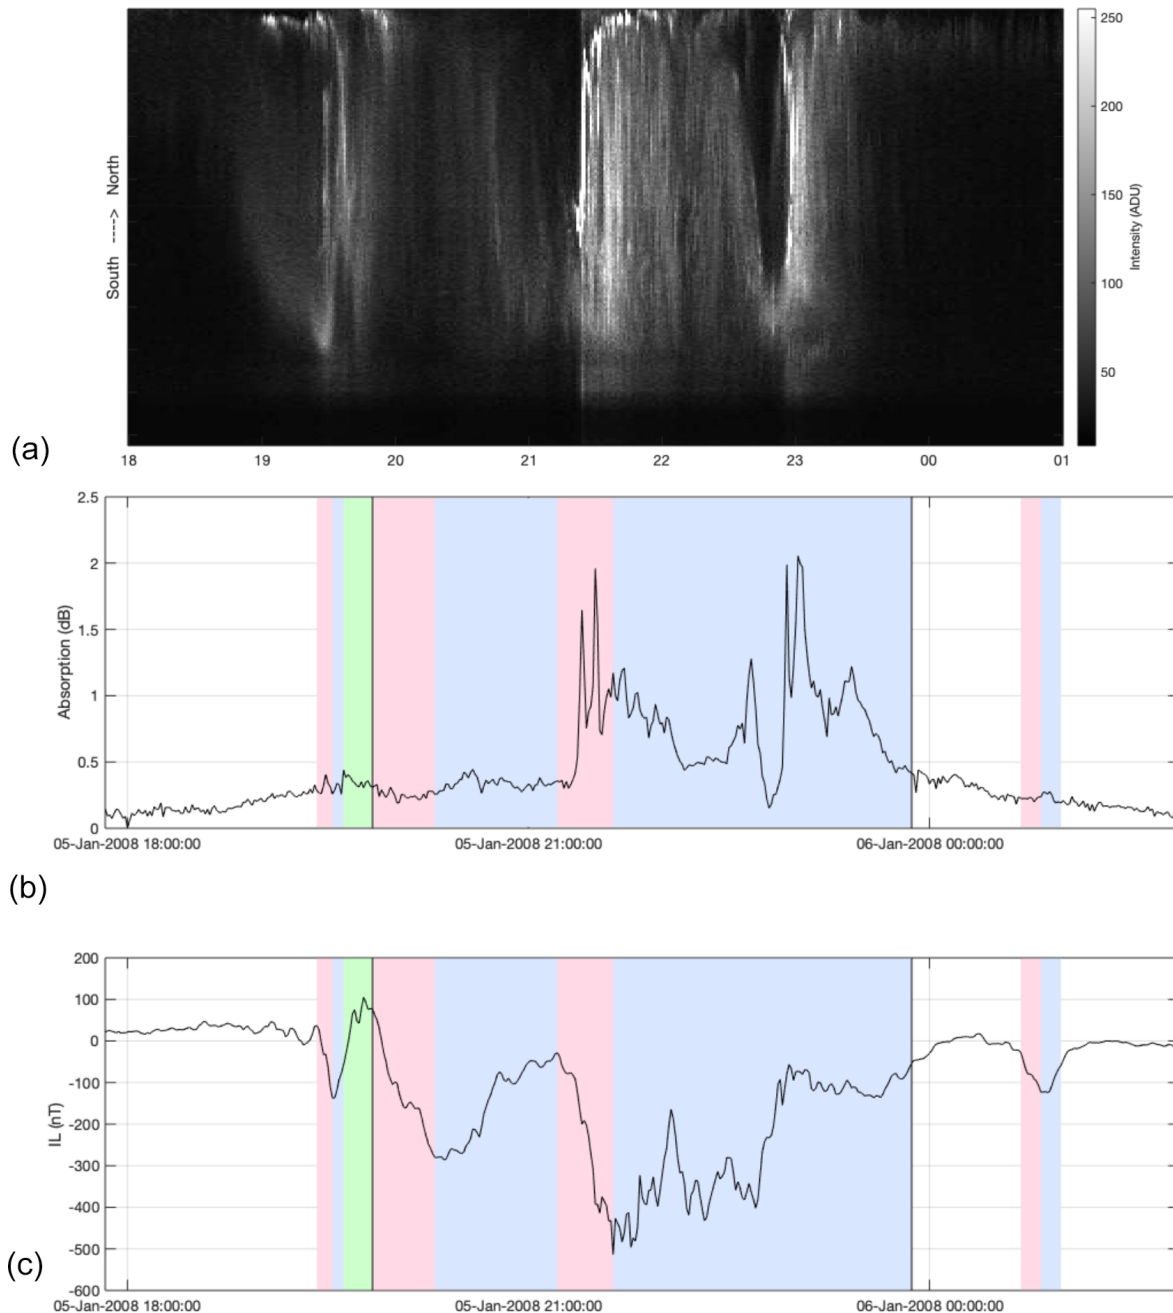 250
200
150
100
50
Intensity (ADU)
South ----> North
18 19 20 21 22 23 00 01
(a)
2.5
2
1.5
1
0.5
0
Absorption (dB)
05-Jan-2008 18:00:00 05-Jan-2008 21:00:00 06-Jan-2008 00:00:00
(b)
200
100
0
-100
-200
-300
-400
-500
-600
IL (nT)
(c)
05-Jan-2008 18:00:00 05-Jan-2008 21:00:00 06-Jan-2008 00:00:00